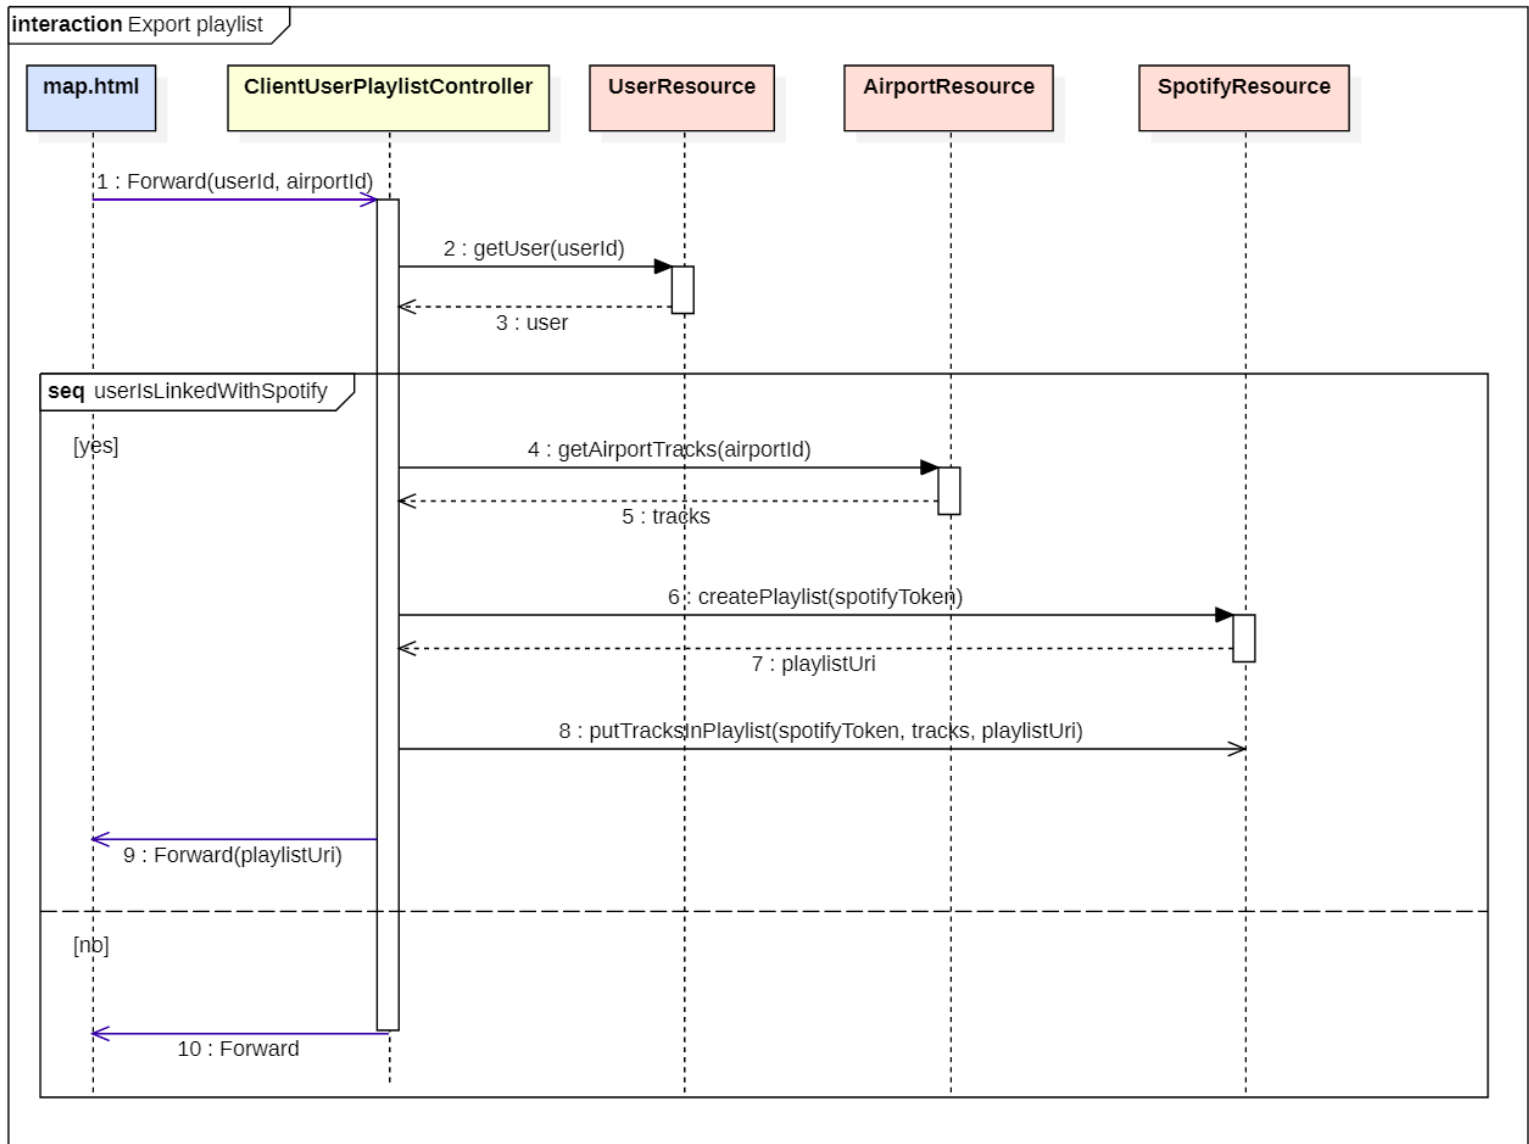 interaction Export playlist
map.html
ClientUserPlaylistController
UserResource
AirportResource
SpotifyResource
1 : Forward(userId, airportId)
2 : getUser(userId)
3 : user
seq userIsLinkedWithSpotify
[yes]
4 : getAirportTracks(airportId)
5 : tracks
6 : createPlaylist(spotifyToken)
7 : playlistUri
8 : putTracksInPlaylist(spotifyToken, tracks, playlistUri)
9 : Forward(playlistUri)
[no]
10 : Forward